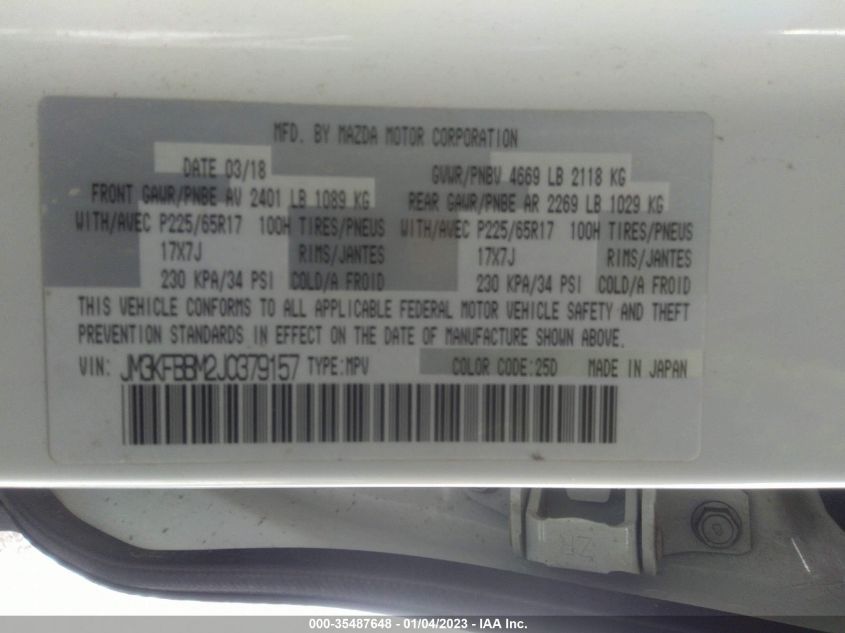 MFD. BY MAZDA MOTOR CORPORATION
DATE 03/18 GVWR/PNBV 4669 LB 2118 KG
FRONT GAWR/PNBE AV 2401 LB 1089 KG REAR GAWR/PNBE AR 2269 LB 1029 KG
WITH/AVEC P225/65R17 100H TIRES/PNEUS WITH/AVEC P225/65R17 100H TIRES/PNEUS
17X7J RIMS/JANTES 17X7J RIMS/JANTES
230 KPA/34 PSI COLD/A FROID 230 KPA/34 PSI COLD/A FROID
THIS VEHICLE CONFORMS TO ALL APPLICABLE FEDERAL MOTOR VEHICLE SAFETY AND THEFT
PREVENTION STANDARDS IN EFFECT ON THE DATE OF MANUFACTURE SHOWN ABOVE.
VIN: JM3KFBBM2J0379157 TYPE:MPV COLOR CODE:25D MADE IN JAPAN
000-35487648 - 01/04/2023 - IAA Inc.